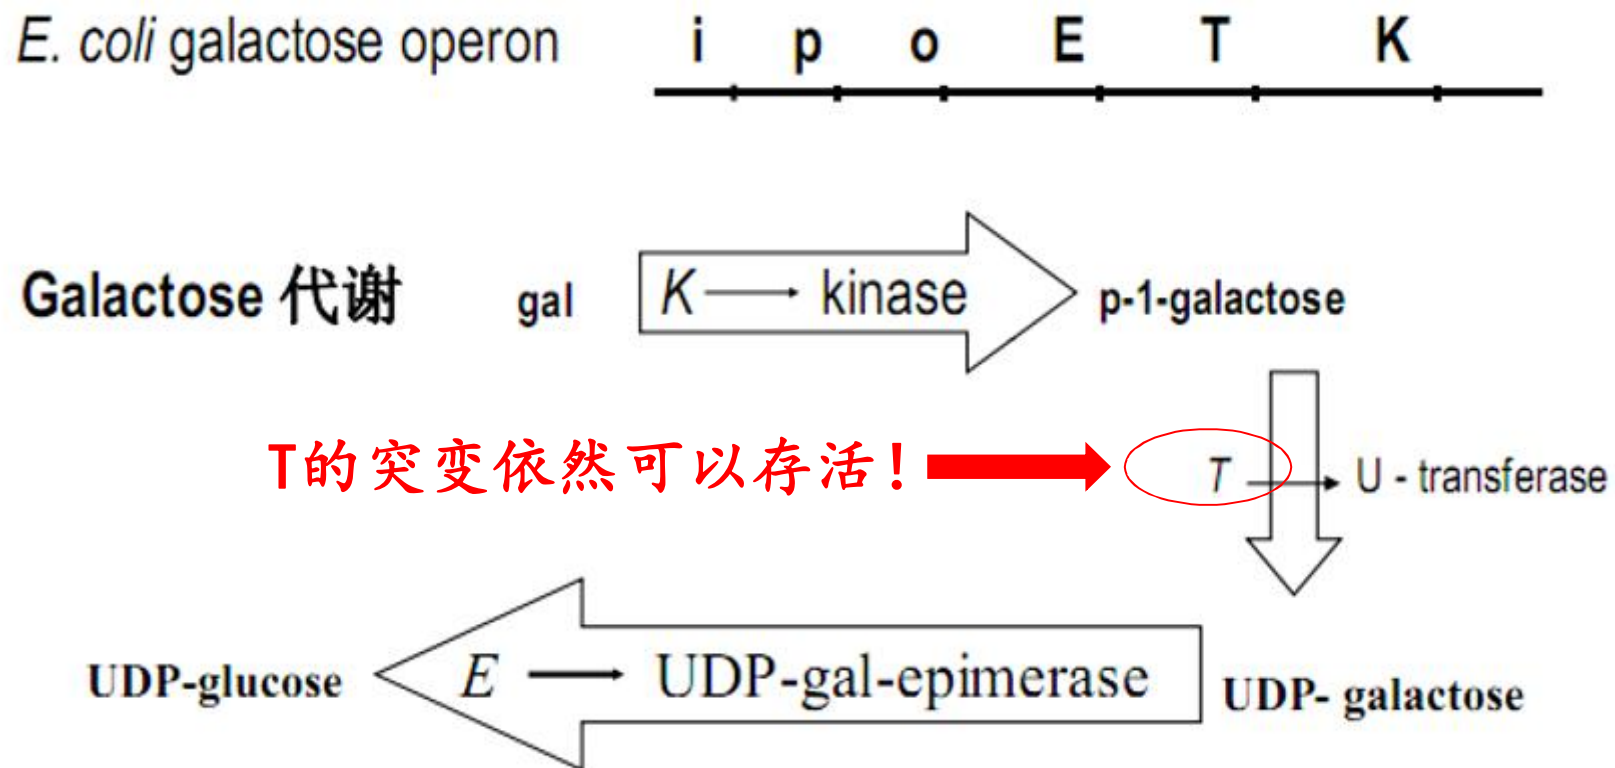 E. coli galactose operon i p o E T K
Galactose 代谢 gal K kinase p-1-galactose
T的突变依然可以存活！ T U - transferase
UDP-glucose E UDP-gal-epimerase UDP- galactose